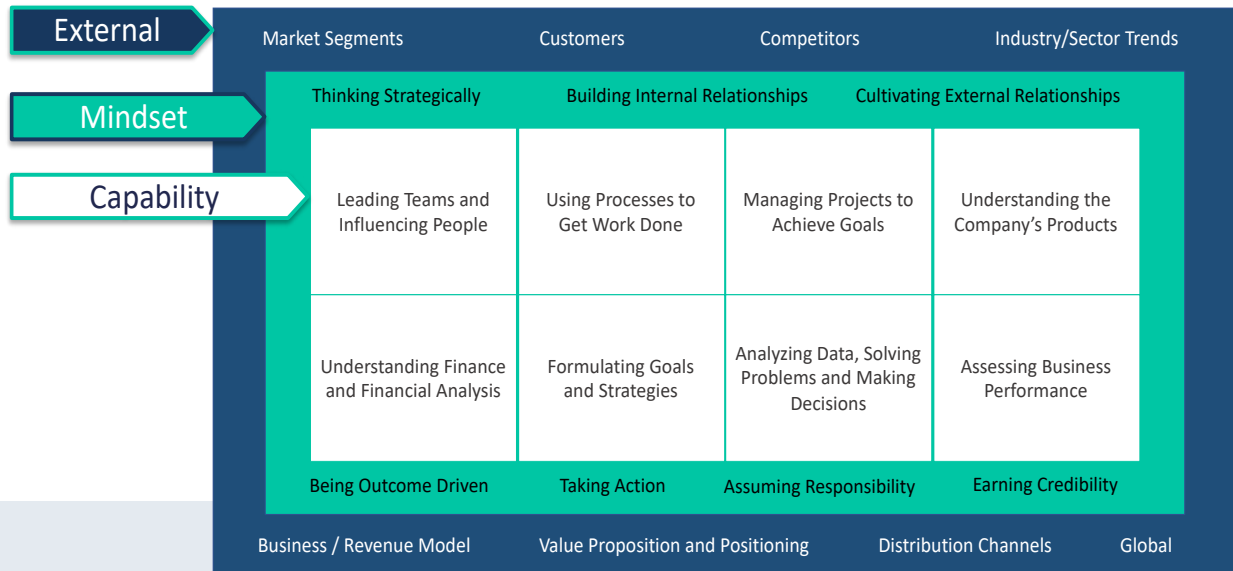 External
Market Segments
Customers
Competitors
Industry/Sector Trends
Mindset
Thinking Strategically
Building Internal Relationships
Cultivating External Relationships
Capability
Leading Teams and
Influencing People
Using Processes to
Get Work Done
Managing Projects to
Achieve Goals
Understanding the
Company’s Products
Understanding Finance
and Financial Analysis
Formulating Goals
and Strategies
Analyzing Data, Solving
Problems and Making
Decisions
Assessing Business
Performance
Being Outcome Driven
Taking Action
Assuming Responsibility
Earning Credibility
Business / Revenue Model
Value Proposition and Positioning
Distribution Channels
Global